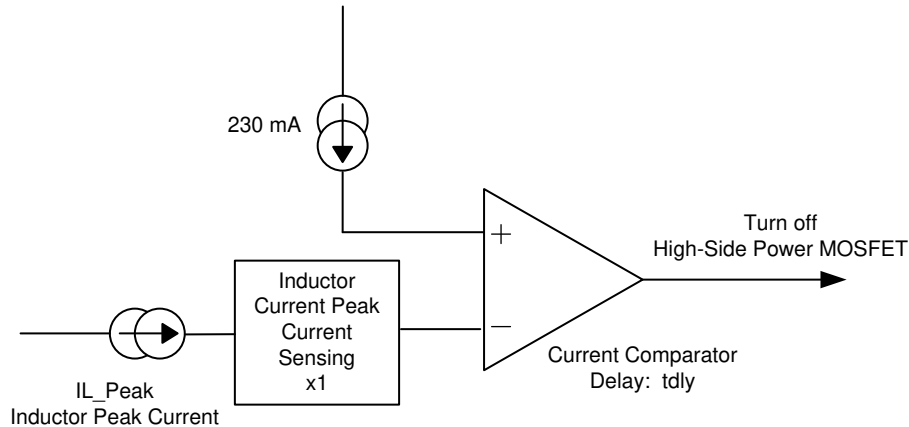 230 mA
+
Turn off
High-Side Power MOSFET
Inductor
Current Peak
Current
Sensing
x1
−
Current Comparator
Delay: tdly
IL_Peak
Inductor Peak Current